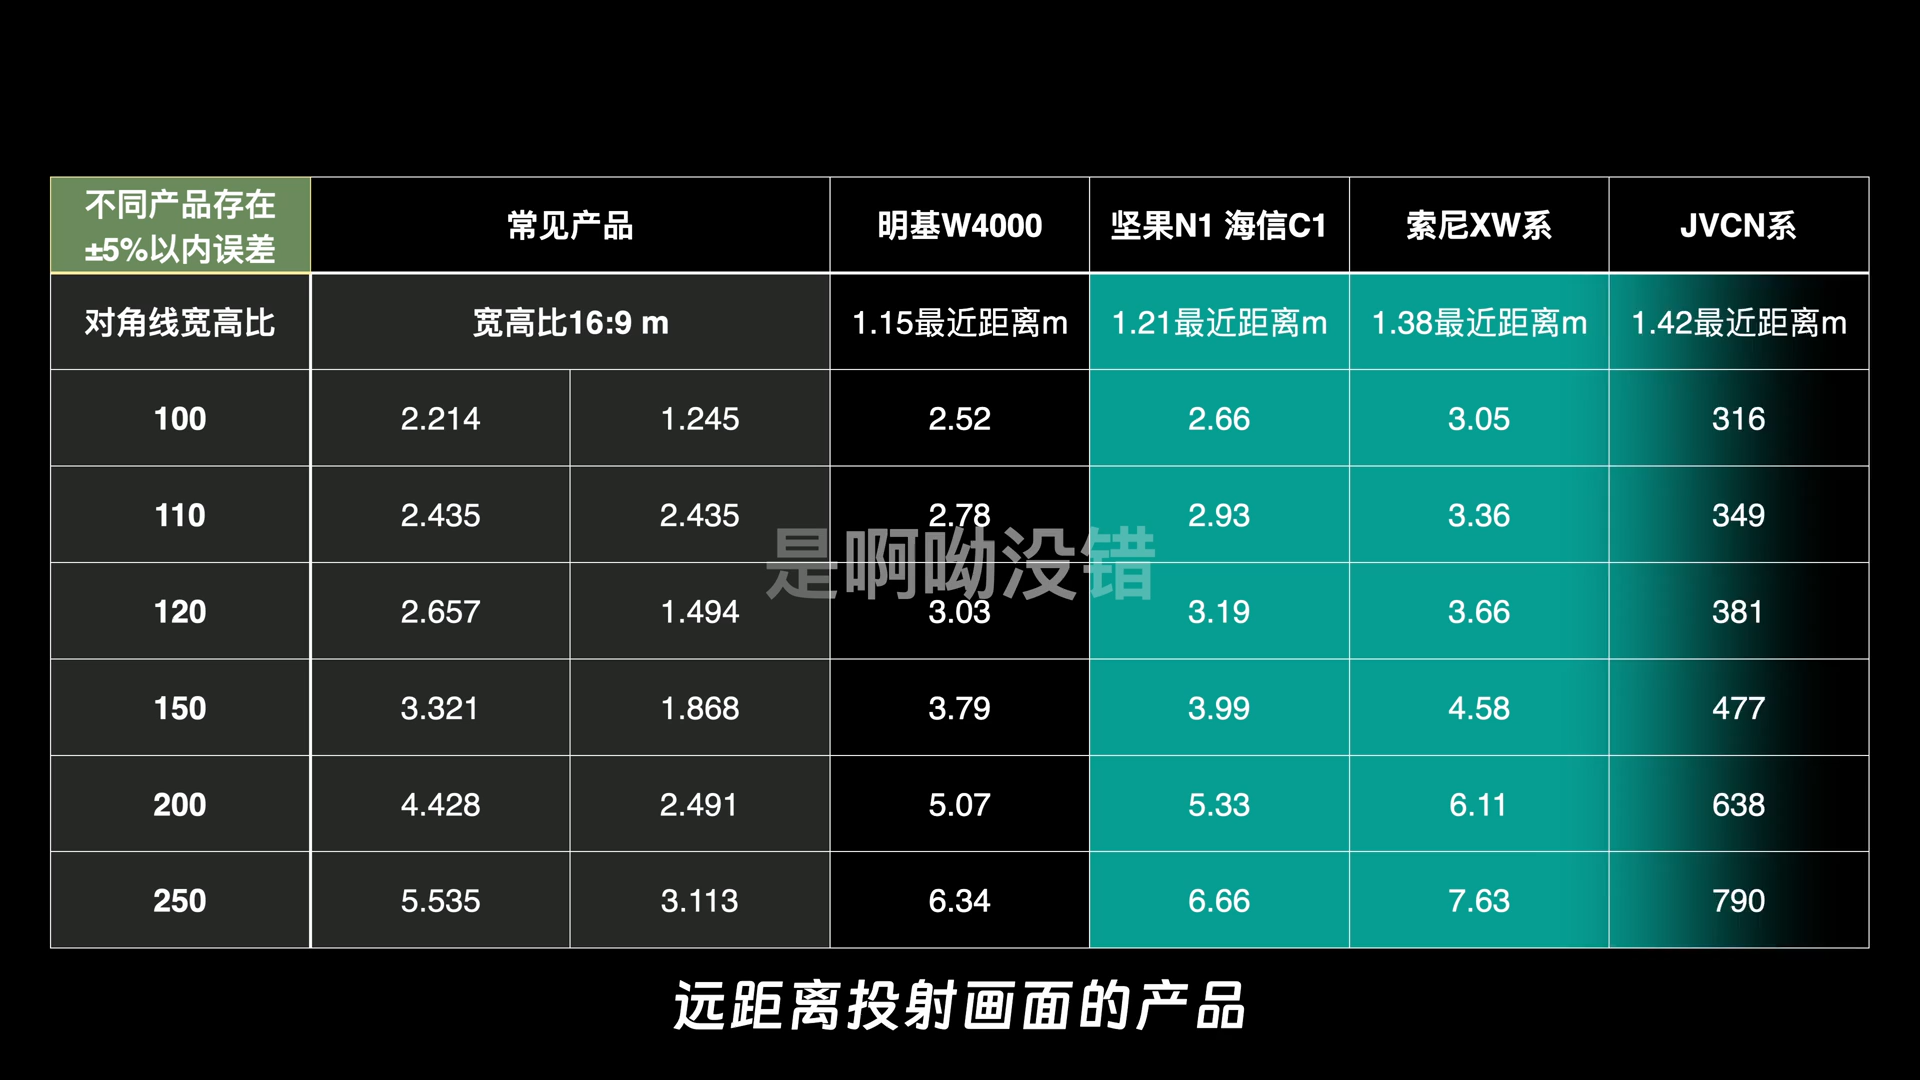 不同产品存在 常见产品 明基W4000 坚果N1 海信C1 索尼XW系 JVCN系
±5%以内误差
对角线宽高比 宽高比16:9 m 1.15最近距离m 1.21最近距离m 1.38最近距离m 1.42最近距离m
100 2.214 1.245 2.52 2.66 3.05 316
110 2.435 2.435 2.78 2.93 3.36 349
是啊呦没错
120 2.657 1.494 3.03 3.19 3.66 381
150 3.321 1.868 3.79 3.99 4.58 477
200 4.428 2.491 5.07 5.33 6.11 638
250 5.535 3.113 6.34 6.66 7.63 790
远距离投射画面的产品